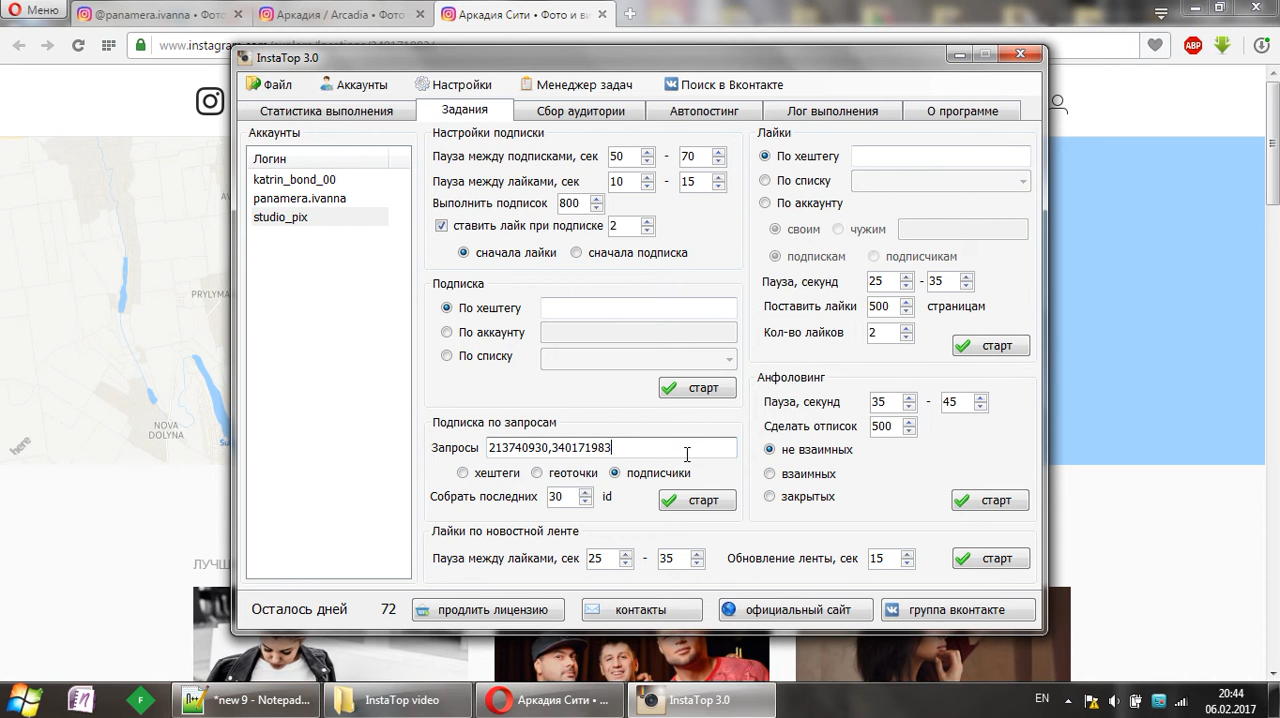 Меню
@panamera.ivanna • Фото
Аркадия / Arcadia • Фото
Аркадия Сити • Фото и ви
InstaTop 3.0
Файл
Аккаунты
Настройки
Менеджер задач
Поиск в Вконтакте
Статистика выполнения
Задания
Сбор аудитории
Автопостинг
Лог выполнения
О программе
Аккаунты
Логин
katrin_bond_00
panamera.ivanna
studio_pix
Настройки подписки
Пауза между подписками, сек 50 - 70
Пауза между лайками, сек 10 - 15
Выполнить подписок 800
ставить лайк при подписке 2
сначала лайки
сначала подписка
Подписка
По хештегу
По аккаунту
По списку
старт
Подписка по запросам
Запросы 213740930,340171983
хештеги
геоточки
подписчики
Собрать последних 30 id
старт
Лайки
По хештегу
По списку
По аккаунту
своим
чужим
подпискам
подписчикам
Пауза, секунд 25 - 35
Поставить лайки 500 страницам
Кол-во лайков 2
старт
Анфоловинг
Пауза, секунд 35 - 45
Сделать отписок 500
не взаимных
взаимных
закрытых
старт
Лайки по новостной ленте
Пауза между лайками, сек 25 - 35
Обновление ленты, сек 15
старт
Осталось дней 72
продлить лицензию
контакты
официальный сайт
группа вконтакте
PRYLYMA
NOVA
DOLYNA
here
ABP
*new 9 - Notepad...
InstaTop video
Аркадия Сити • ...
InstaTop 3.0
EN
20:44
06.02.2017